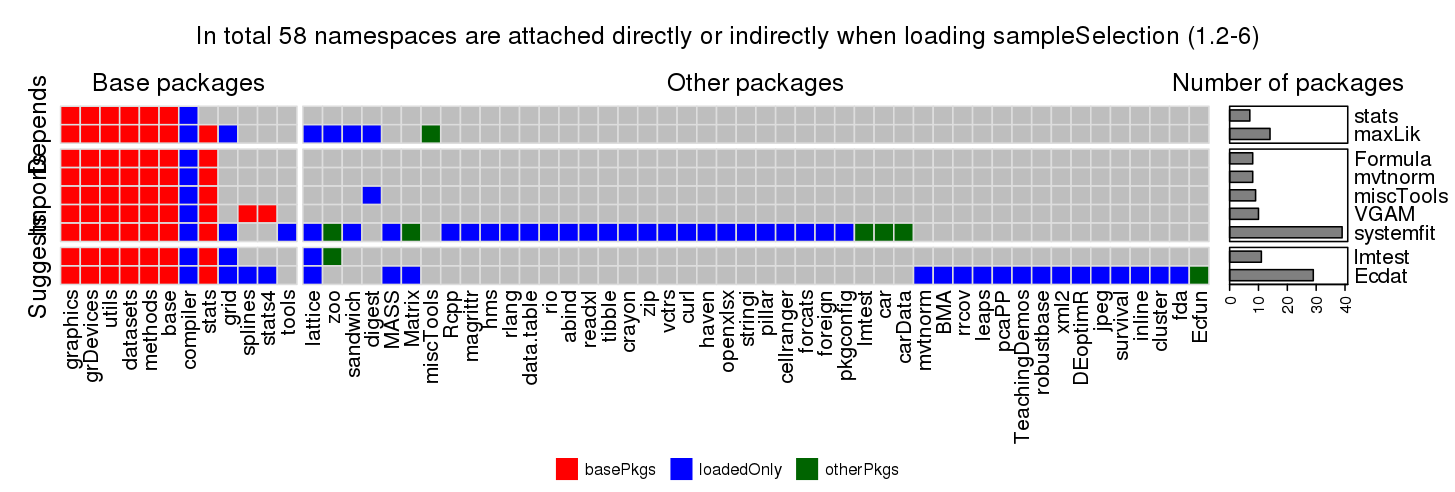 In total 58 namespaces are attached directly or indirectly when loading sampleSelection (1.2-6)
Base packages
Other packages
Number of packages
Depends
Imports
Suggests
stats
maxLik
Formula
mvtnorm
miscTools
VGAM
systemfit
lmtest
Ecdat
0
10
20
30
40
graphics
grDevices
utils
datasets
methods
base
compiler
stats
grid
splines
stats4
tools
lattice
zoo
sandwich
digest
MASS
Matrix
miscTools
Rcpp
magrittr
hms
rlang
data.table
rio
abind
readxl
tibble
crayon
zip
vctrs
curl
haven
openxlsx
stringi
pillar
cellranger
forcats
foreign
pkgconfig
lmtest
car
carData
mvtnorm
BMA
rrcov
leaps
pcaPP
TeachingDemos
robustbase
xml2
DEoptimR
jpeg
survival
inline
cluster
fda
Ecfun
basePkgs
loadedOnly
otherPkgs